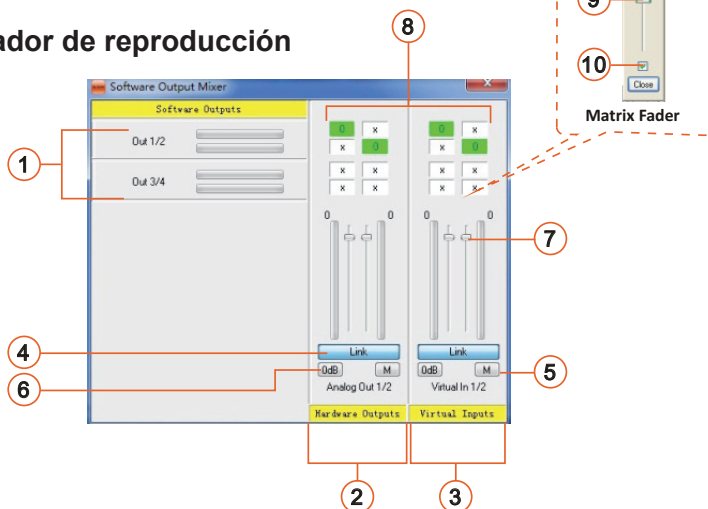 ador de reproducción
8
9
10
Close
Matrix Fader
Software Output Mixer
Software Outputs
Out 1/2
Out 3/4
1
0 x 0 x
x 0 x 0
x x x x
x x x x
0 0 0 0
7
4
Link Link
6
0dB M 0dB M
5
Analog Out 1/2 Virtual In 1/2
Hardware Outputs Virtual Inputs
2 3